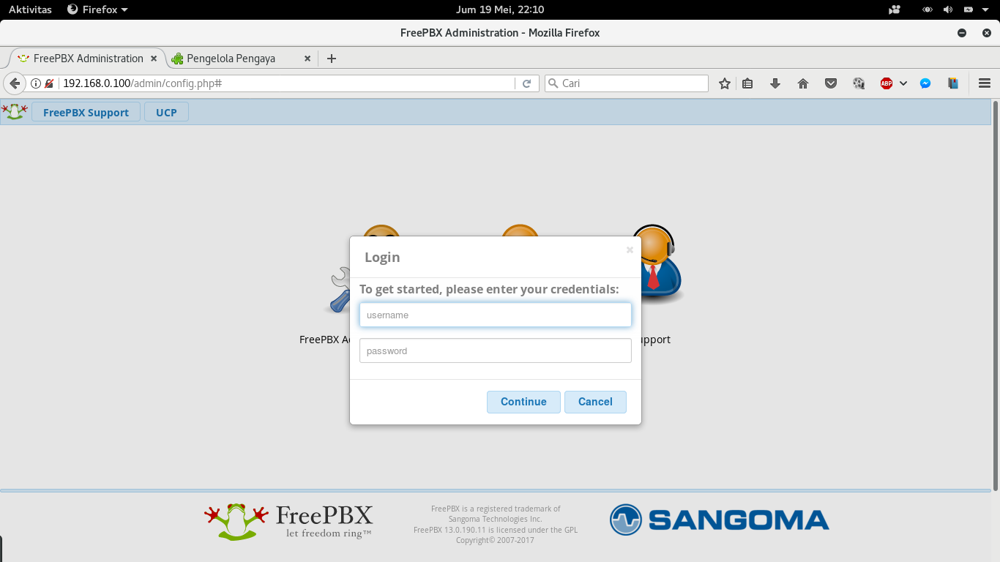 Aktivitas Firefox Jum 19 Mei, 22:10
FreePBX Administration - Mozilla Firefox
FreePBX Administration Pengelola Pengaya
192.168.0.100/admin/config.php# Cari ABP
FreePBX Support UCP
Login
To get started, please enter your credentials:
username
password
Continue Cancel
FreePBX
let freedom ring™
FreePBX is a registered trademark of
Sangoma Technologies Inc.
FreePBX 13.0.190.11 is licensed under the GPL
Copyright© 2007-2017
SANGOMA